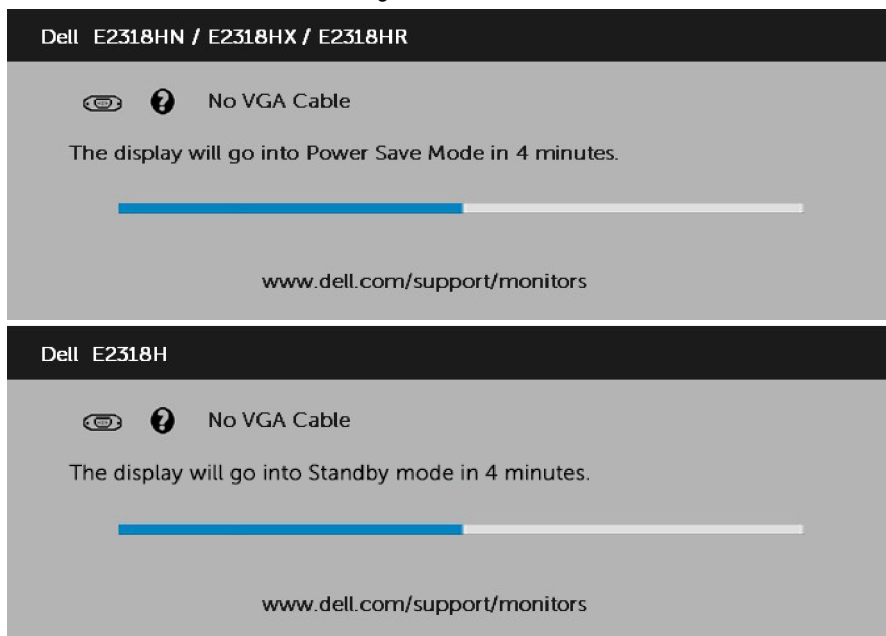 Dell E2318HN / E2318HX / E2318HR
No VGA Cable
The display will go into Power Save Mode in 4 minutes.
www.dell.com/support/monitors
Dell E2318H
No VGA Cable
The display will go into Standby mode in 4 minutes.
www.dell.com/support/monitors